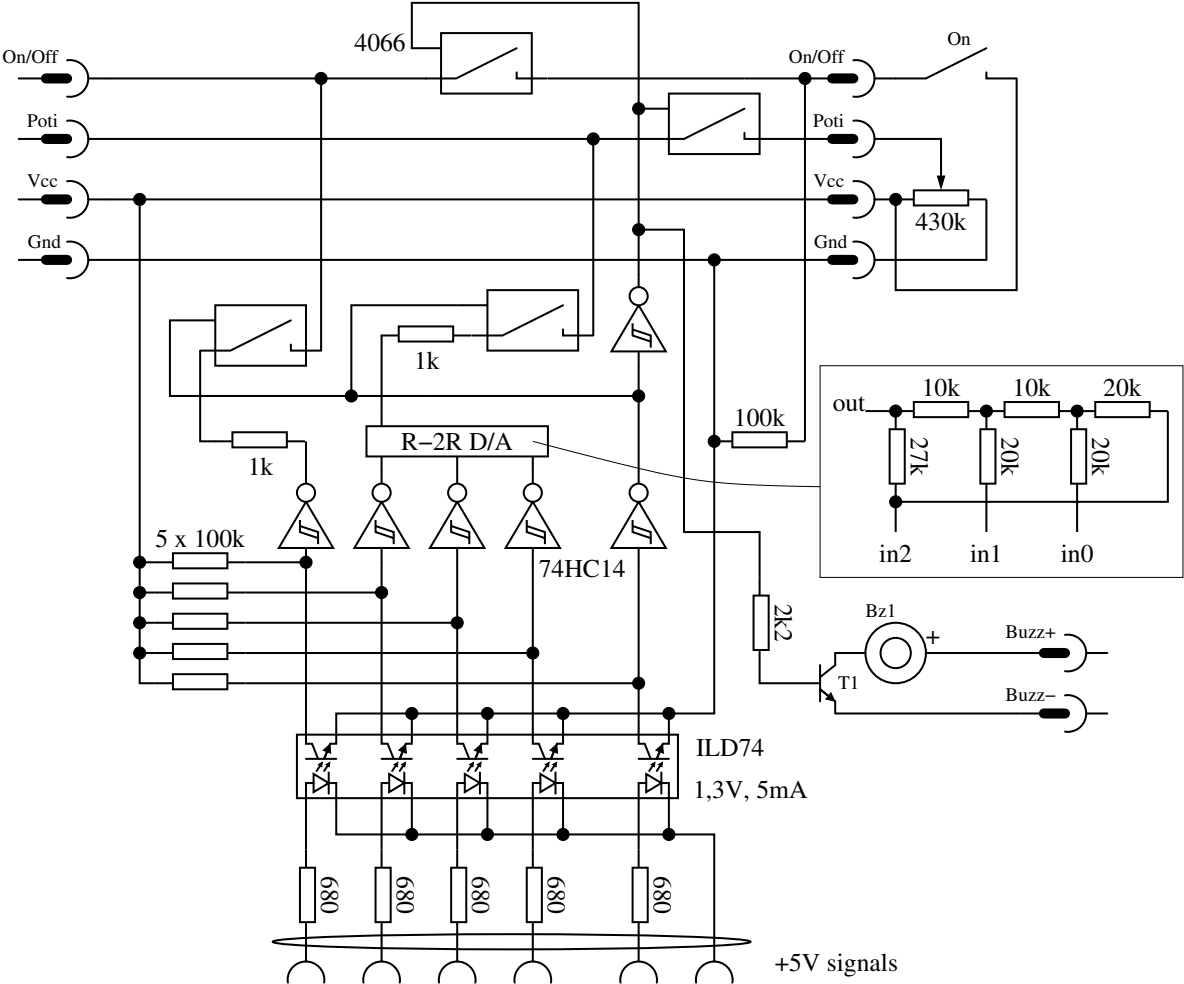 4066
On/Off
On/Off
On
Poti
Poti
Vcc
Vcc
430k
Gnd
Gnd
1k
10k
10k
20k
out
100k
R−2R D/A
27k
20k
20k
1k
5 x 100k
in2
in1
in0
74HC14
2k2
Bz1
+
Buzz+
T1
Buzz−
ILD74
1,3V, 5mA
680
680
680
680
680
+5V signals